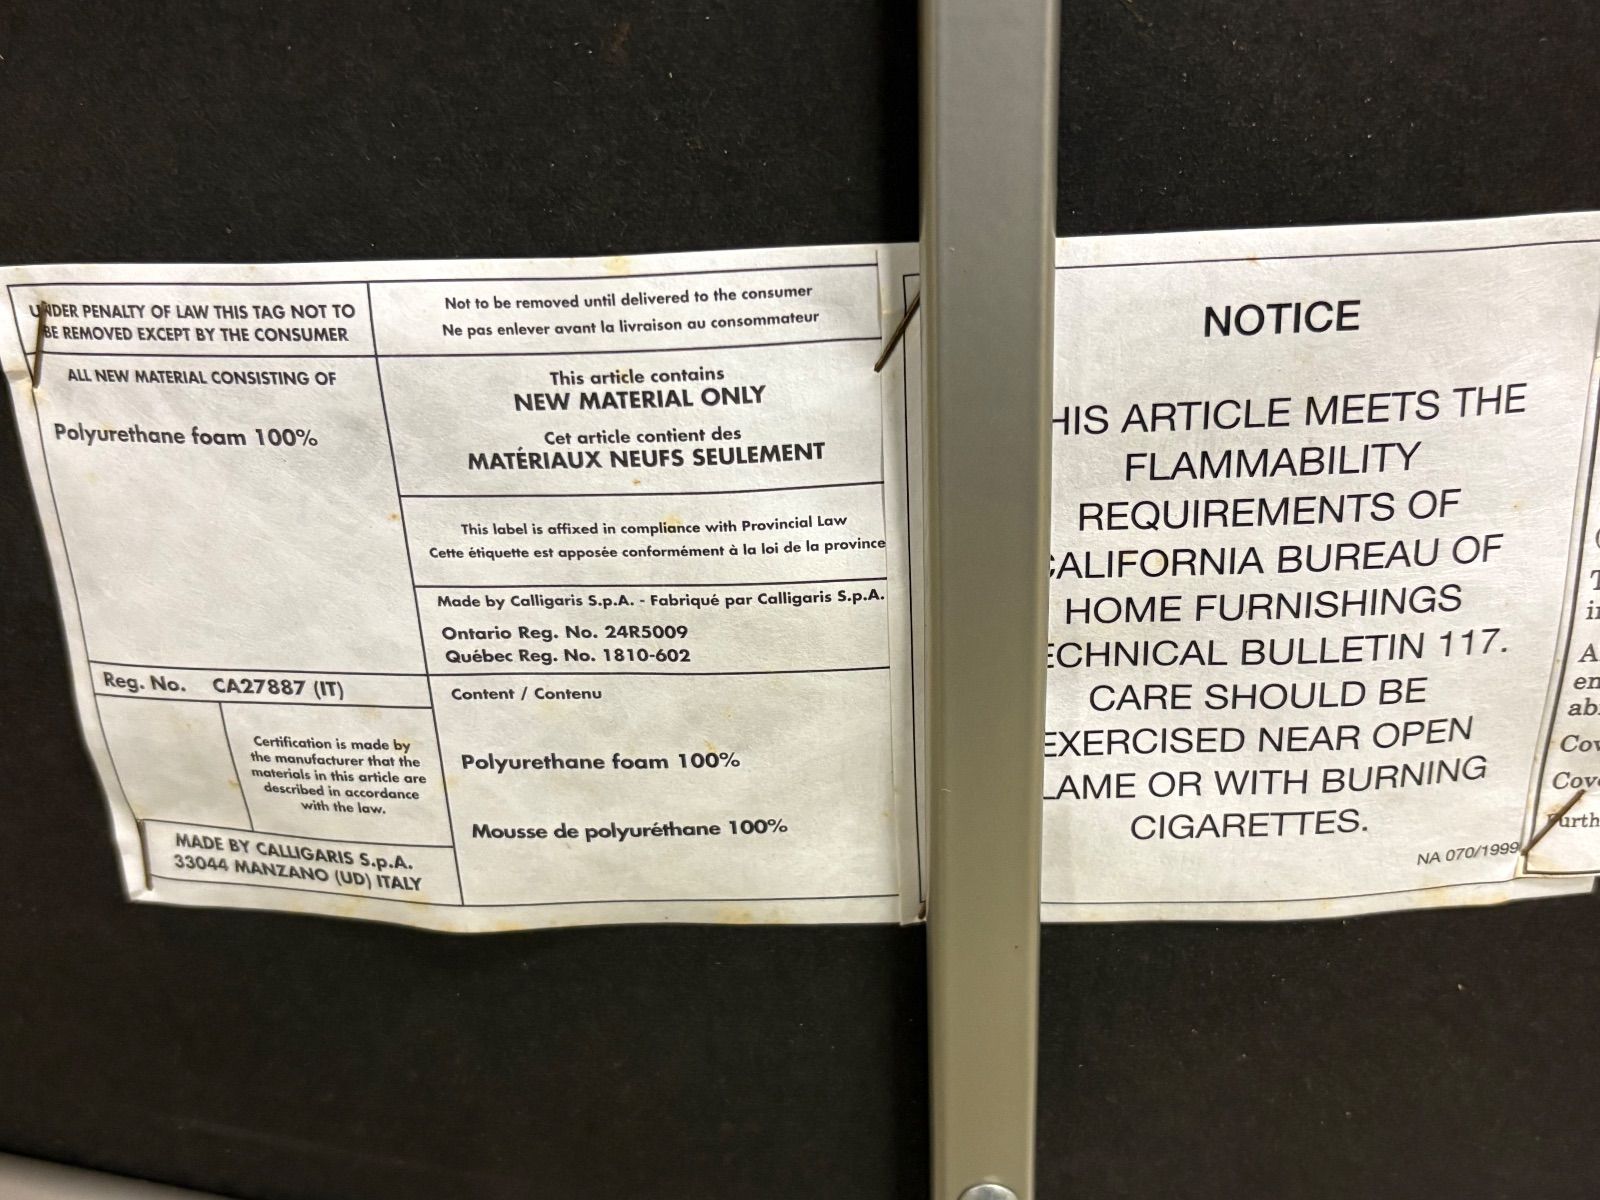 UNDER PENALTY OF LAW THIS TAG NOT TO
BE REMOVED EXCEPT BY THE CONSUMER
ALL NEW MATERIAL CONSISTING OF
Polyurethane foam 100%
Reg. No. CA27887 (IT)
Certification is made by
the manufacturer that the
materials in this article are
described in accordance
with the law.
MADE BY CALLIGARIS S.p.A.
33044 MANZANO (UD) ITALY
Not to be removed until delivered to the consumer
Ne pas enlever avant la livraison au consommateur
This article contains
NEW MATERIAL ONLY
Cet article contient des
MATÉRIAUX NEUFS SEULEMENT
This label is affixed in compliance with Provincial Law
Cette étiquette est apposée conformément à la loi de la province
Made by Calligaris S.p.A. - Fabriqué par Calligaris S.p.A.
Ontario Reg. No. 24R5009
Québec Reg. No. 1810-602
Content / Contenu
Polyurethane foam 100%
Mousse de polyuréthane 100%
NOTICE
HIS ARTICLE MEETS THE
FLAMMABILITY
REQUIREMENTS OF
ALIFORNIA BUREAU OF
HOME FURNISHINGS
ECHNICAL BULLETIN 117.
CARE SHOULD BE
EXERCISED NEAR OPEN
LAME OR WITH BURNING
CIGARETTES.
NA 070/1999